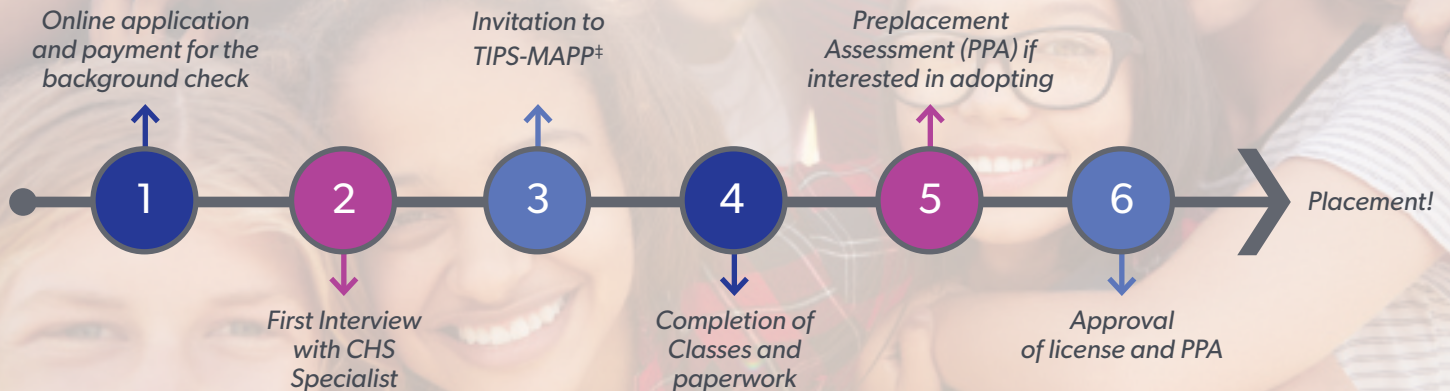 Online application
and payment for the
background check
Invitation to
TIPS-MAPP‡
Preplacement
Assessment (PPA) if
interested in adopting
1
2
3
4
5
6
Placement!
First Interview
with CHS
Specialist
Completion of
Classes and
paperwork
Approval
of license and PPA